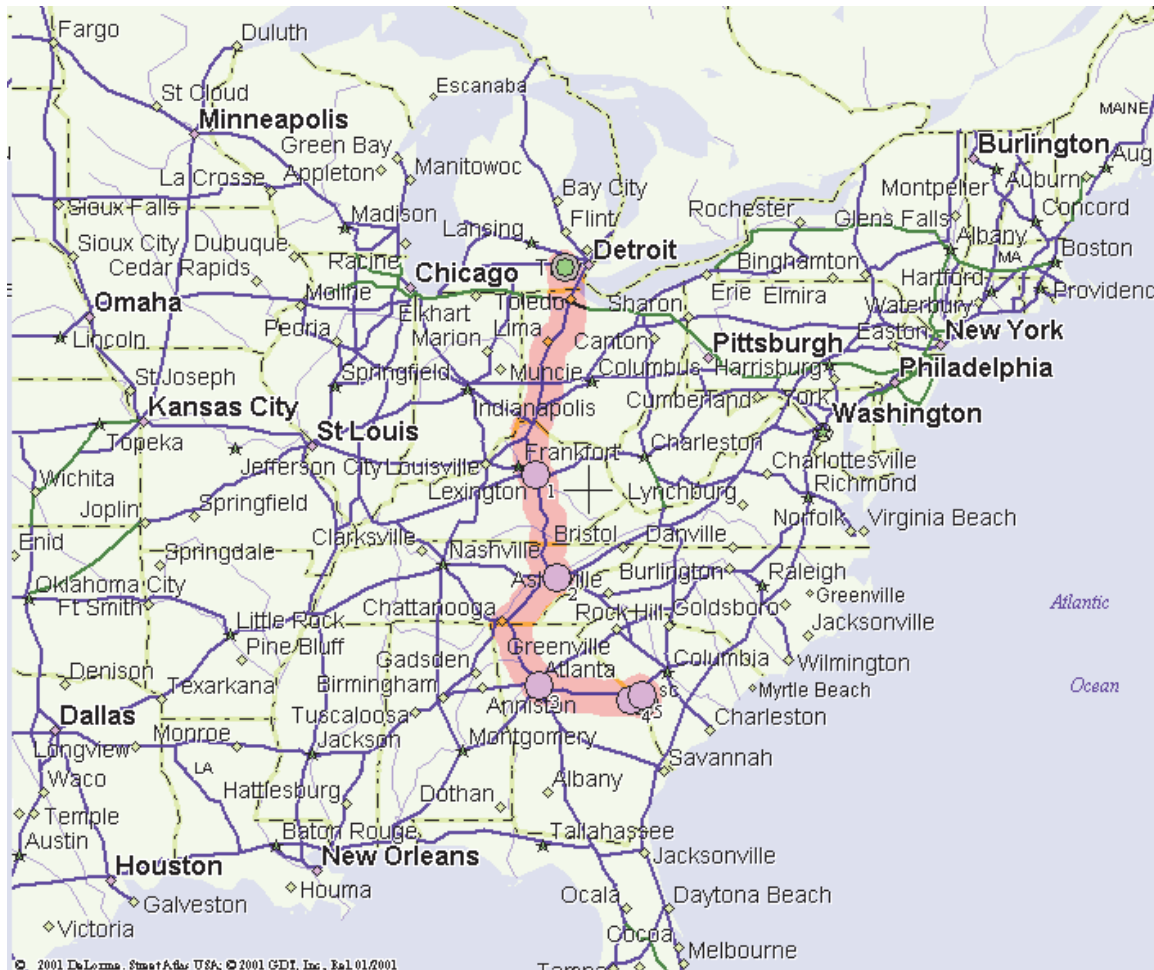 Fargo
Duluth
Escanaba
St Cloud
Minneapolis
MAINE
Green Bay
Manitowoc
Burlington
Aug
La Crosse
Appleton
Bay City
Montpelier
Auburn
Sioux Falls
Madison
Lansing
Flint
Rochester
Glens Falls
Concord
Sioux City
Dubuque
Racine
Detroit
Albany
Boston
Cedar Rapids
Chicago
T
Binghamton
Hartford
MA
Omaha
Moline
Elkhart
Toledo
Sharon
Erie
Elmira
Waterbury
Providenc
Lincoln
Peoria
Marion
Lima
Canton
Pittsburgh
Easton
New York
St Joseph
Springfield
Muncie
Columbus
Harrisburg
Philadelphia
Kansas City
Indianapolis
Cumberland
York
Washington
Topeka
St Louis
Frankfort
Charleston
Wichita
Jefferson City
Louisville
Charlottesville
Joplin
Springfield
Lexington
1
Lynchburg
Richmond
Enid
Clarksville
Bristol
Danville
Norfolk
Virginia Beach
Springdale
Nashville
Oklahoma City
Asheville
2
Burlington
Raleigh
Greenville
Ft Smith
Little Rock
Chattanooga
Rock Hill
Goldsboro
Jacksonville
Atlantic
Pine Bluff
Gadsden
Greenville
Denison
Texarkana
Birmingham
Atlanta
Columbia
Wilmington
Ocean
Anniston
3
sc
Myrtle Beach
Dallas
Tuscaloosa
4
5
Charleston
Longview
Monroe
Jackson
Montgomery
Savannah
Waco
LA
Hattlesburg
Dothan
Albany
Temple
Austin
Baton Rouge
Tallahassee
Houston
New Orleans
Jacksonville
Galveston
Houma
Ocala
Daytona Beach
Victoria
Cocoa
Melbourne
Tampa
© 2001 DeLorme. Street Atlas USA; © 2001 GDT, Inc., Rel. 01/2001